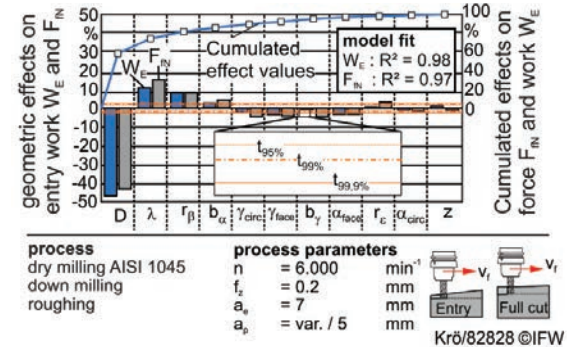 geometric effects on
entry work W_E and F_fN
50
%
30
20
10
0
-10
-20
-30
-40
-50
100
%
60
40
20
0
Cumulated effects on
force F_fN and work W_E
W_E
F_fN
Cumulated
effect values
model fit
W_E : R² = 0.98
F_fN : R² = 0.97
t95%
t99%
t99,9%
D λ r_β b_α γ_circ γ_face b_γ α_face r_ε α_circ z
process
dry milling AISI 1045
down milling
roughing
process parameters
n = 6.000 min⁻¹
f_z = 0.2 mm
a_e = 7 mm
a_p = var. / 5 mm
v_f
v_f
Entry
Full cut
Krö/82828 ©IFW